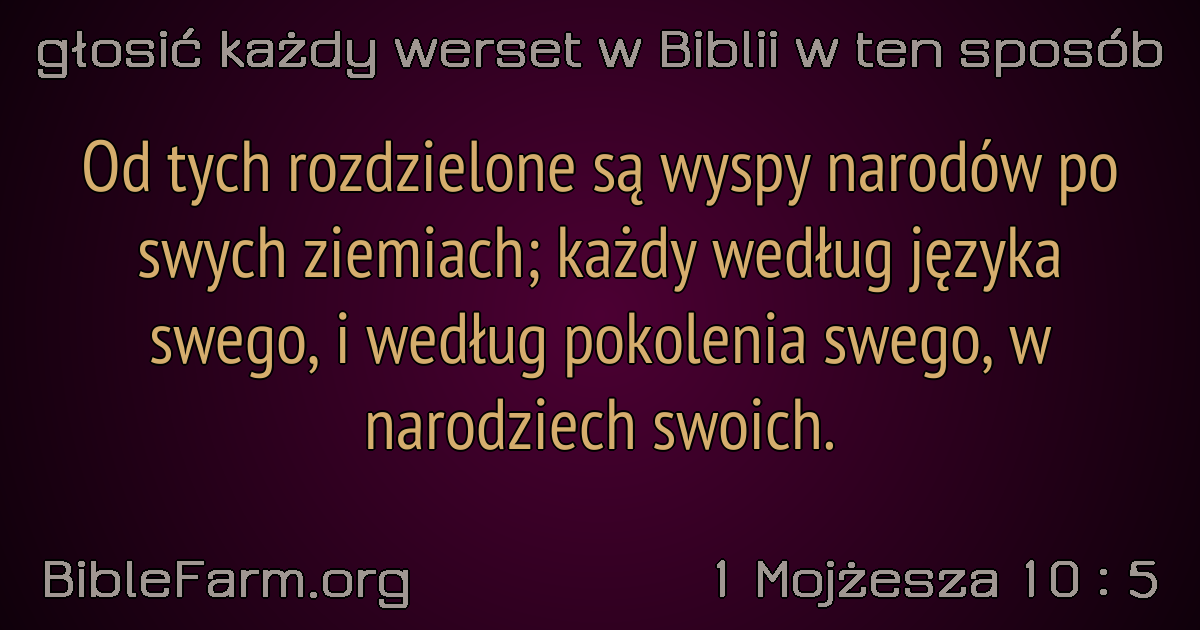 głosić każdy werset w Biblii w ten sposób
Od tych rozdzielone są wyspy narodów po
swych ziemiach; każdy według języka
swego, i według pokolenia swego, w
narodziech swoich.
BibleFarm.org
1 Mojżesza 10 : 5